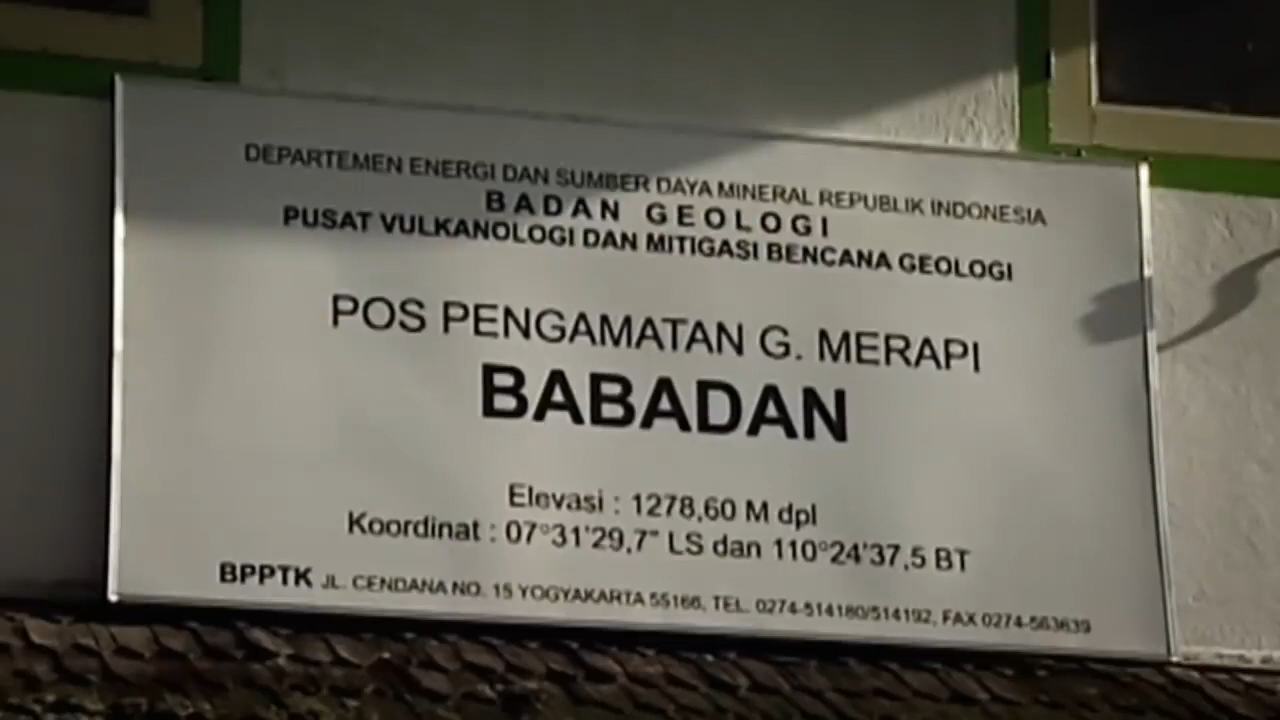 DEPARTEMEN ENERGI DAN SUMBER DAYA MINERAL REPUBLIK INDONESIA
BADAN GEOLOGI
PUSAT VULKANOLOGI DAN MITIGASI BENCANA GEOLOGI
POS PENGAMATAN G. MERAPI
BABADAN
Elevasi : 1278,60 M dpl
Koordinat : 07°31'29,7" LS dan 110°24'37,5 BT
BPPTK JL. CENDANA NO. 15 YOGYAKARTA 55166, TEL. 0274-514180/514192, FAX 0274-563639